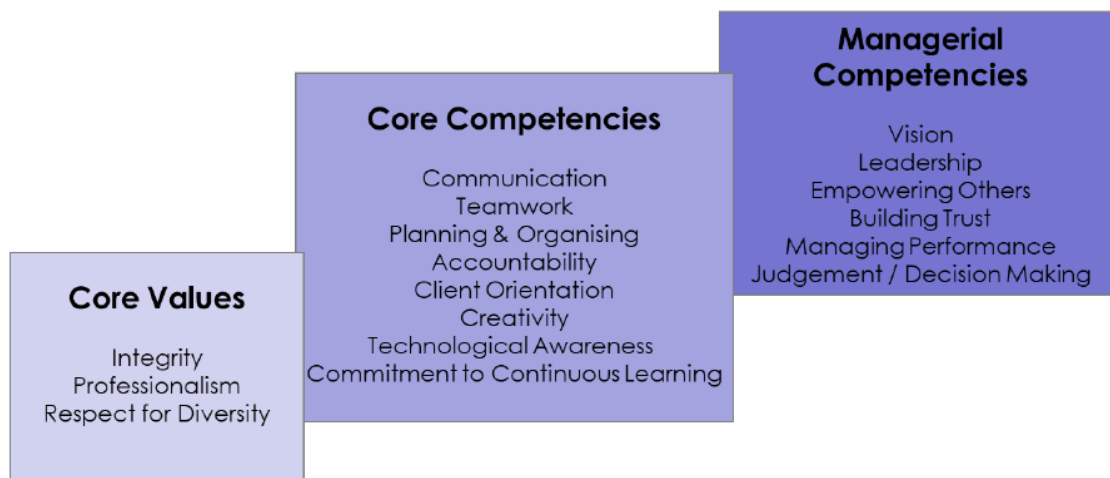 Core Values
Integrity
Professionalism
Respect for Diversity
Core Competencies
Communication
Teamwork
Planning & Organising
Accountability
Client Orientation
Creativity
Technological Awareness
Commitment to Continuous Learning
Managerial
Competencies
Vision
Leadership
Empowering Others
Building Trust
Managing Performance
Judgement / Decision Making